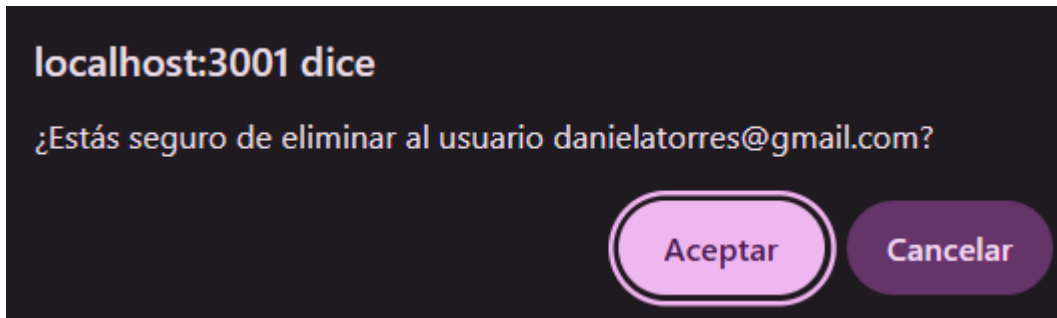 localhost:3001 dice
¿Estás seguro de eliminar al usuario danielatorres@gmail.com?
Aceptar
Cancelar